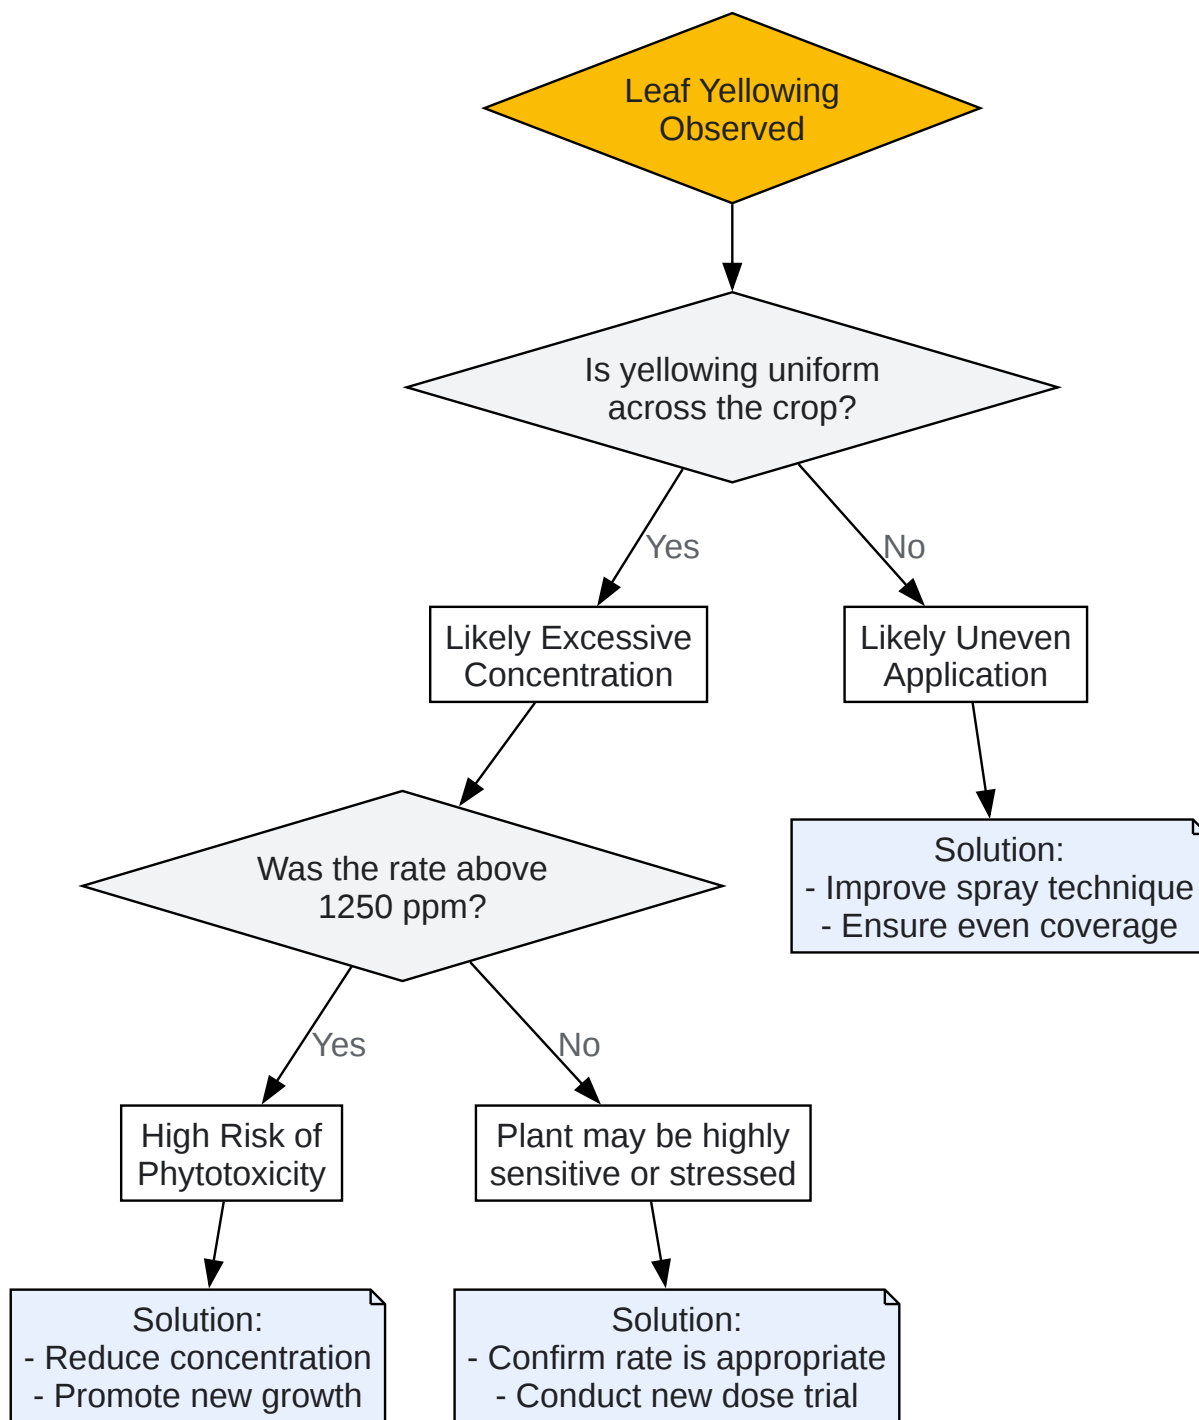 Leaf Yellowing
Observed
Is yellowing uniform
across the crop?
Yes
No
Likely Excessive
Concentration
Likely Uneven
Application
Was the rate above
1250 ppm?
Solution:
- Improve spray technique
- Ensure even coverage
Yes
No
High Risk of
Phytotoxicity
Plant may be highly
sensitive or stressed
Solution:
- Reduce concentration
- Promote new growth
Solution:
- Confirm rate is appropriate
- Conduct new dose trial